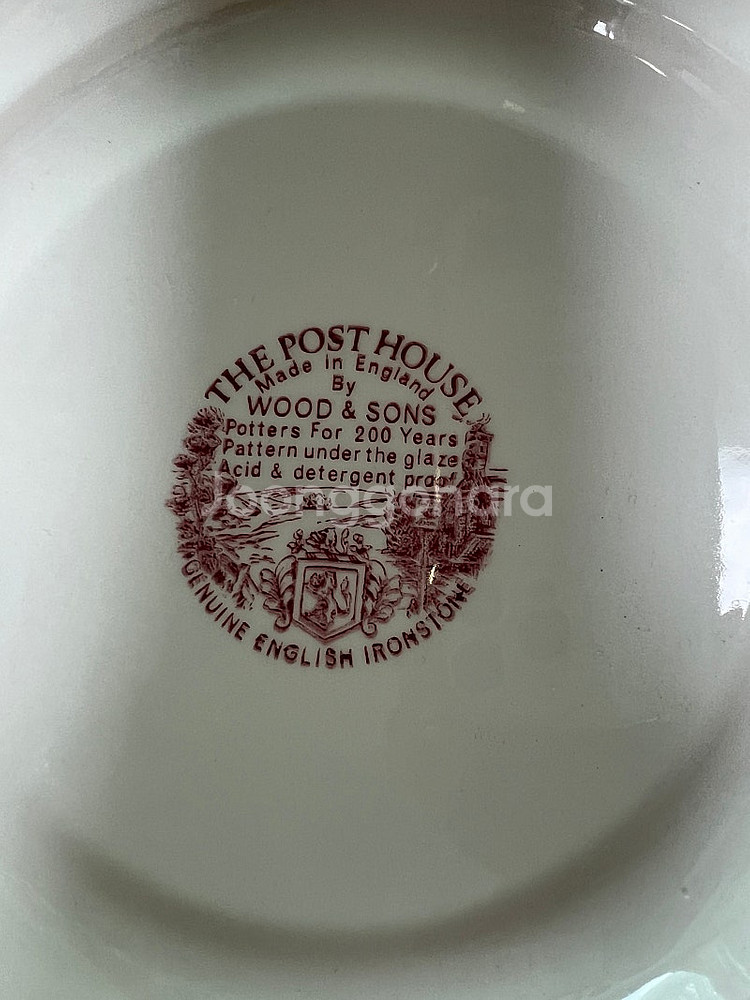 THE POST HOUSE
Made in England
By
WOOD & SONS
Potters For 200 Years
Pattern under the glaze
Acid & detergent proof
Joonggonara
GENUINE ENGLISH IRONSTONE